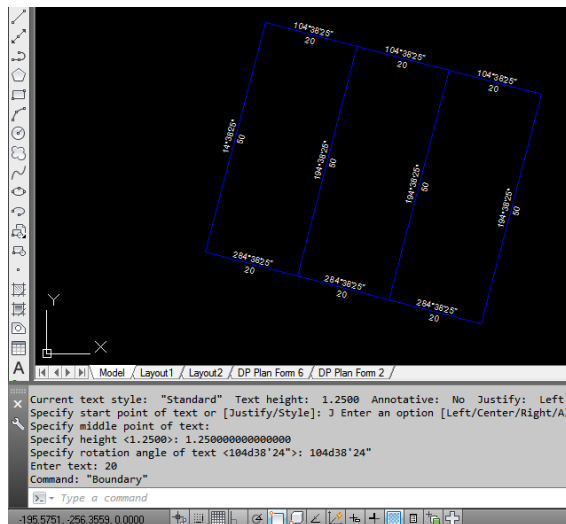 104°38'25"
20
104°38'25"
20
104°38'25"
20
14°38'25"
50
194°38'25"
50
194°38'25"
50
194°38'25"
50
284°38'25"
20
284°38'25"
20
284°38'25"
20
Y
X
A
Model / Layout1 / Layout2 / DP Plan Form 6 / DP Plan Form 2 /
Current text style: "Standard" Text height: 1.2500 Annotative: No Justify: Left
Specify start point of text or [Justify/Style]: J Enter an option [Left/Center/Right/Al
Specify middle point of text:
Specify height <1.2500>: 1.250000000000000
Specify rotation angle of text <104d38'24">: 104d38'24"
Enter text: 20
Command: "Boundary"
Type a command
-195.5751, -256.3559, 0.0000